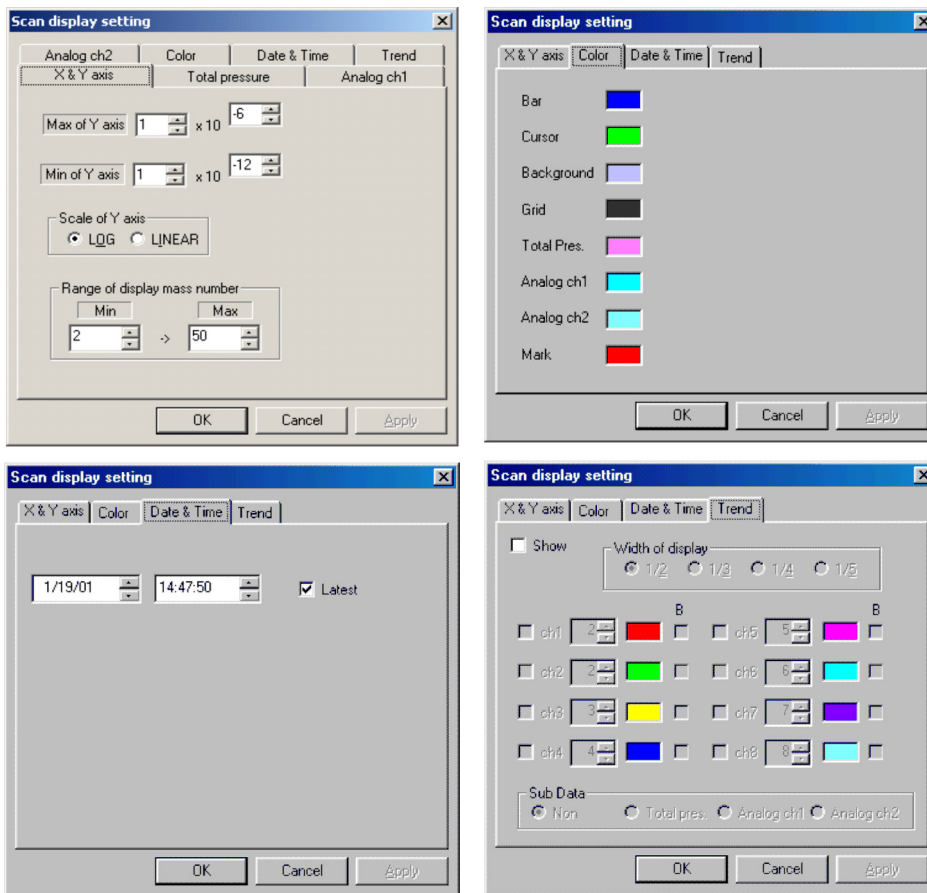 Scan display setting
Analog ch2 Color Date & Time Trend
X & Y axis Total pressure Analog ch1
Max of Y axis 1 x 10 -6
Min of Y axis 1 x 10 -12
Scale of Y axis
LOG LINEAR
Range of display mass number
Min Max
2 -> 50
OK Cancel Apply
Scan display setting
X & Y axis Color Date & Time Trend
Bar
Cursor
Background
Grid
Total Pres.
Analog ch1
Analog ch2
Mark
OK Cancel Apply
Scan display setting
X & Y axis Color Date & Time Trend
1/19/01 14:47:50 Latest
OK Cancel Apply
Scan display setting
X & Y axis Color Date & Time Trend
Show Width of display
1/2 1/3 1/4 1/5
B B
ch1 2 ch5 5
ch2 2 ch6 6
ch3 3 ch7 7
ch4 4 ch8 8
Sub Data
Non Total pres. Analog ch1 Analog ch2
OK Cancel Apply